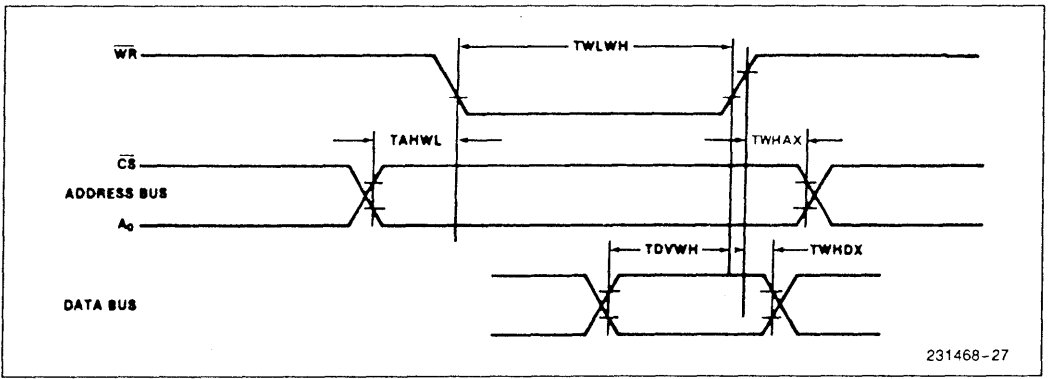 WR
TWLWH
TAHWL
TWHAX
CS
ADDRESS BUS
A0
TDVWH
TWHDX
DATA BUS
231468-27